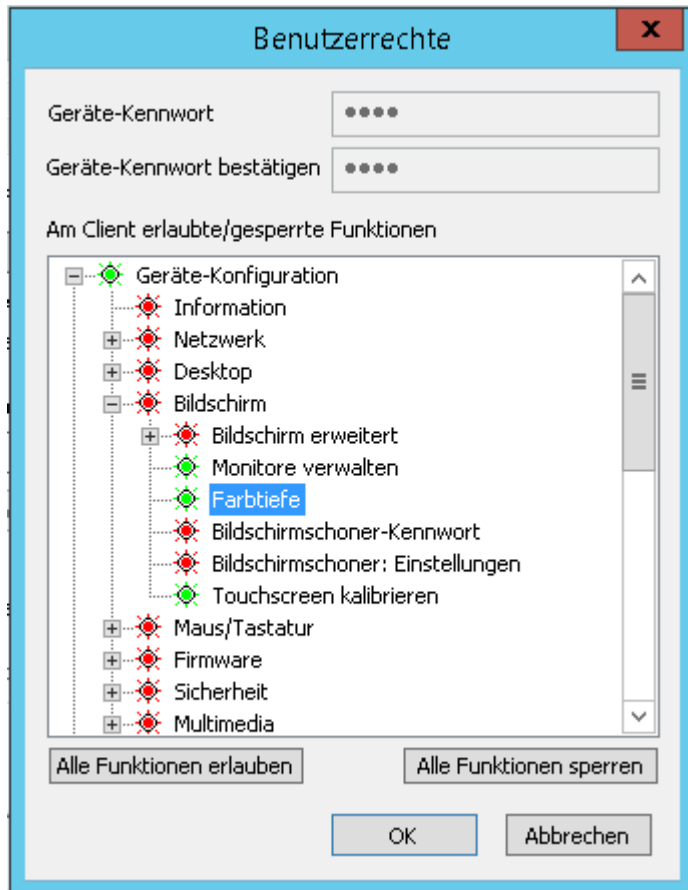 Benutzerrechte
x
Geräte-Kennwort
Geräte-Kennwort bestätigen
Am Client erlaubte/gesperrte Funktionen
Geräte-Konfiguration
Information
Netzwerk
Desktop
Bildschirm
Bildschirm erweitert
Monitore verwalten
Farbtiefe
Bildschirmschoner-Kennwort
Bildschirmschoner: Einstellungen
Touchscreen kalibrieren
Maus/Tastatur
Firmware
Sicherheit
Multimedia
Alle Funktionen erlauben Alle Funktionen sperren
OK Abbrechen